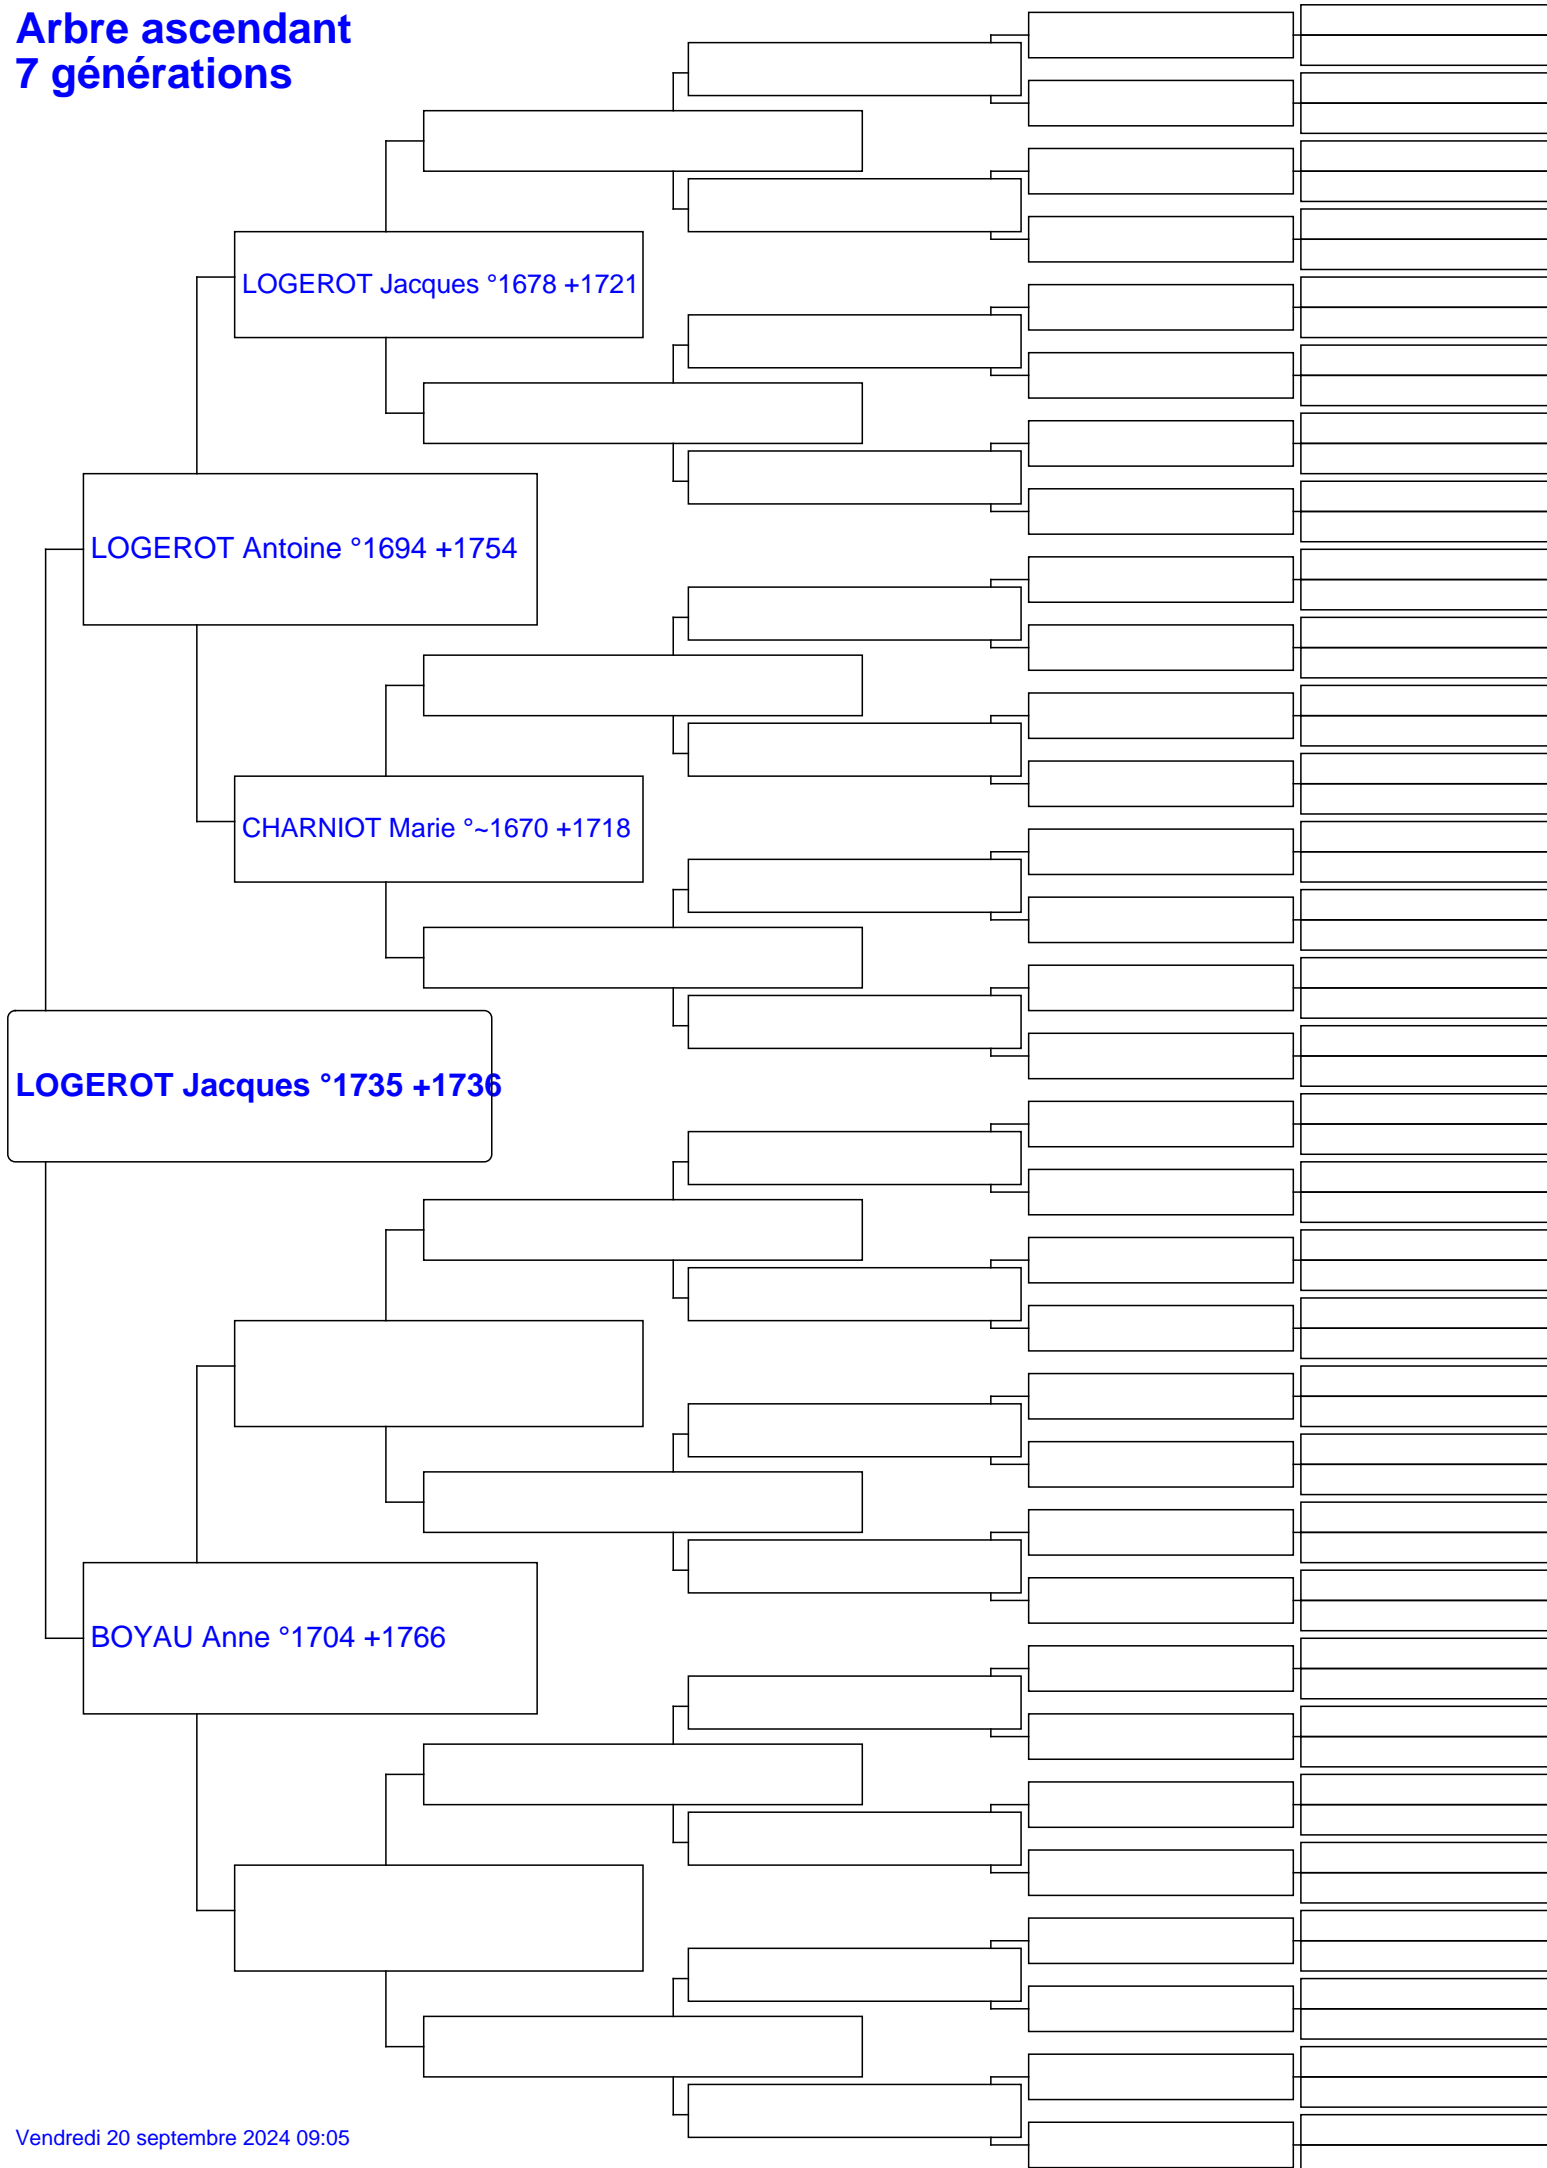 Arbre ascendant
7 générations
LOGEROT Jacques °1678 +1721
LOGEROT Antoine °1694 +1754
CHARNIOT Marie °~1670 +1718
LOGEROT Jacques °1735 +1736
BOYAU Anne °1704 +1766
Vendredi 20 septembre 2024 09:05